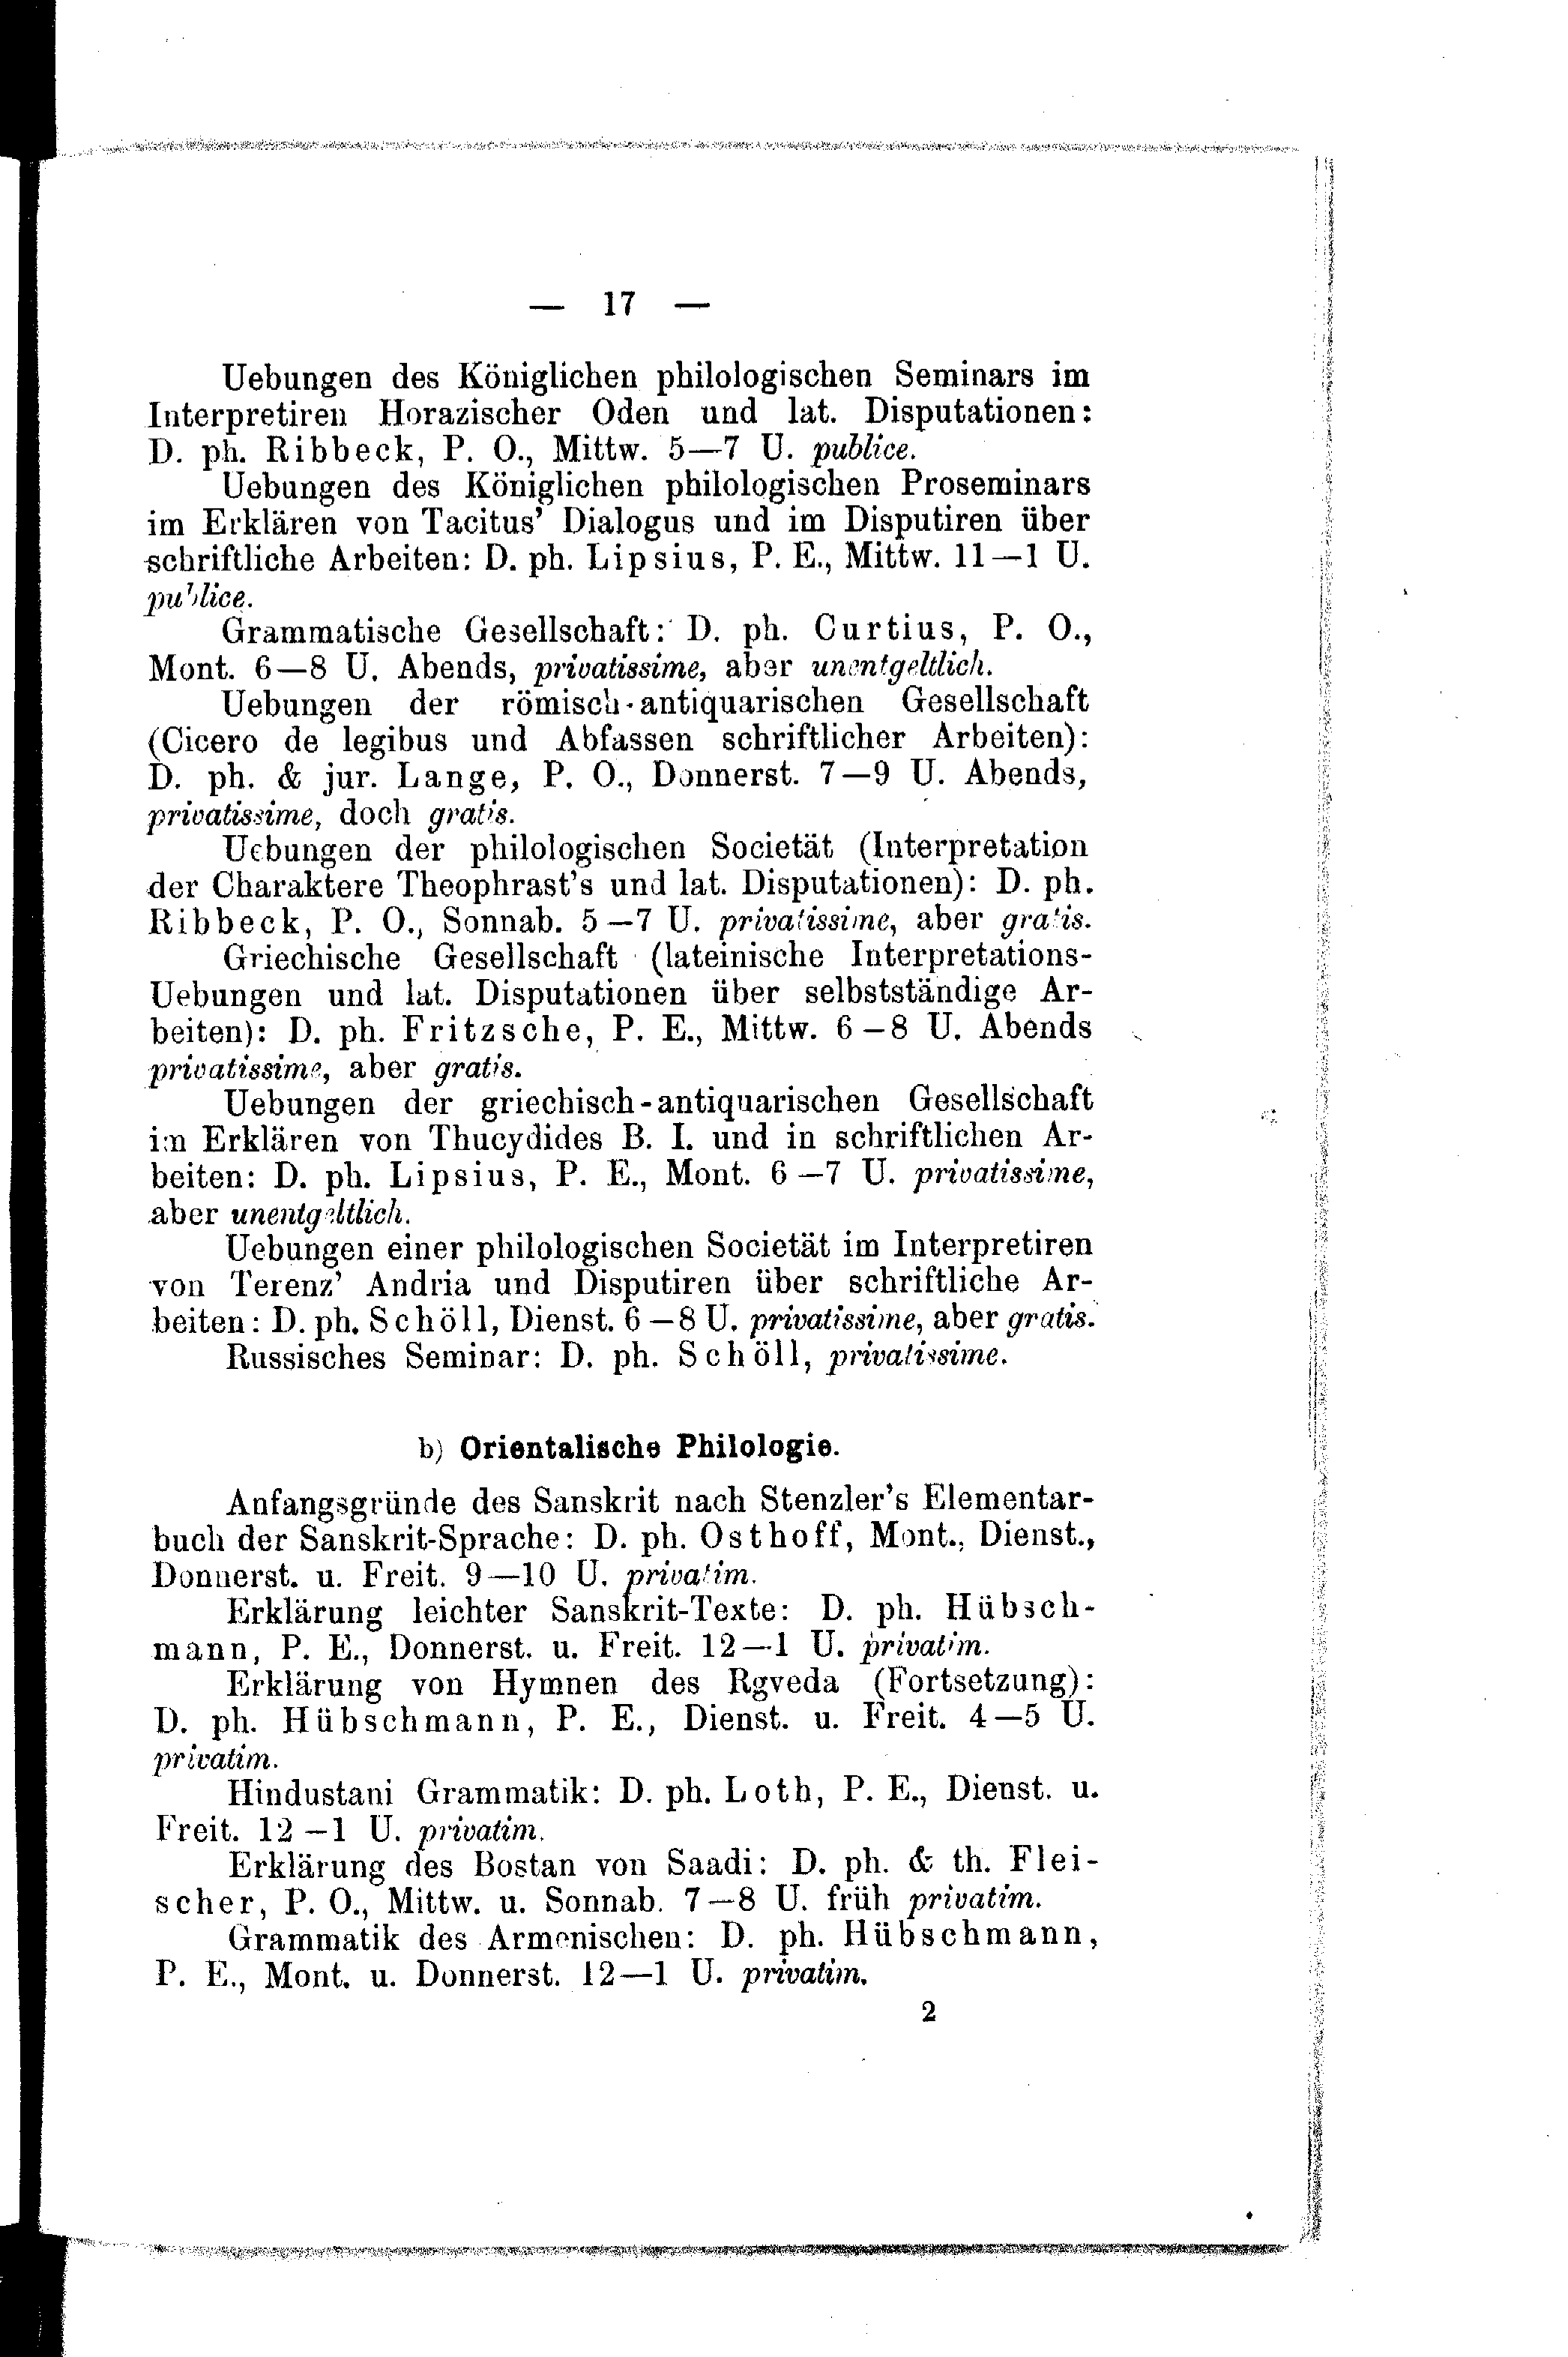 — 17 —
Uebungen des Königlichen philologischen Seminars im
Interpretiren Horazischer Oden und lat. Disputationen:
D. ph. Ribbeck, P. O., Mittw. 5—7 U. publice.
Uebungen des Königlichen philologischen Proseminars
im Erklären von Tacitus' Dialogus und im Disputiren über
schriftliche Arbeiten: D. ph. Lipsius, P. E., Mittw. 11—1 U.
publice.
Grammatische Gesellschaft: D. ph. Curtius, P. O.,
Mont. 6—8 U. Abends, privatissime, aber unentgeltlich.
Uebungen der römisch-antiquarischen Gesellschaft
(Cicero de legibus und Abfassen schriftlicher Arbeiten):
D. ph. & jur. Lange, P. O., Donnerst. 7—9 U. Abends,
privatissime, doch gratis.
Uebungen der philologischen Societät (Interpretation
der Charaktere Theophrast's und lat. Disputationen): D. ph.
Ribbeck, P. O., Sonnab. 5—7 U. privatissime, aber gratis.
Griechische Gesellschaft (lateinische Interpretations-
Uebungen und lat. Disputationen über selbstständige Ar-
beiten): D. ph. Fritzsche, P. E., Mittw. 6—8 U. Abends
privatissime, aber gratis.
Uebungen der griechisch-antiquarischen Gesellschaft
im Erklären von Thucydides B. I. und in schriftlichen Ar-
beiten: D. ph. Lipsius, P. E., Mont. 6—7 U. privatissime,
aber unentgeltlich.
Uebungen einer philologischen Societät im Interpretiren
von Terenz' Andria und Disputiren über schriftliche Ar-
beiten: D. ph. Schöll, Dienst. 6—8 U. privatissime, aber gratis.
Russisches Seminar: D. ph. Schöll, privatissime.
b) Orientalische Philologie.
Anfangsgründe des Sanskrit nach Stenzler's Elementar-
buch der Sanskrit-Sprache: D. ph. Osthoff, Mont., Dienst.,
Donnerst. u. Freit. 9—10 U. privatim.
Erklärung leichter Sanskrit-Texte: D. ph. Hübsch-
mann, P. E., Donnerst. u. Freit. 12—1 U. privatim.
Erklärung von Hymnen des Rgveda (Fortsetzung):
D. ph. Hübschmann, P. E., Dienst. u. Freit. 4—5 U.
privatim.
Hindustani Grammatik: D. ph. Loth, P. E., Dienst. u.
Freit. 12—1 U. privatim.
Erklärung des Bostan von Saadi: D. ph. & th. Flei-
scher, P. O., Mittw. u. Sonnab. 7—8 U. früh privatim.
Grammatik des Armenischen: D. ph. Hübschmann,
P. E., Mont. u. Donnerst. 12—1 U. privatim.
2